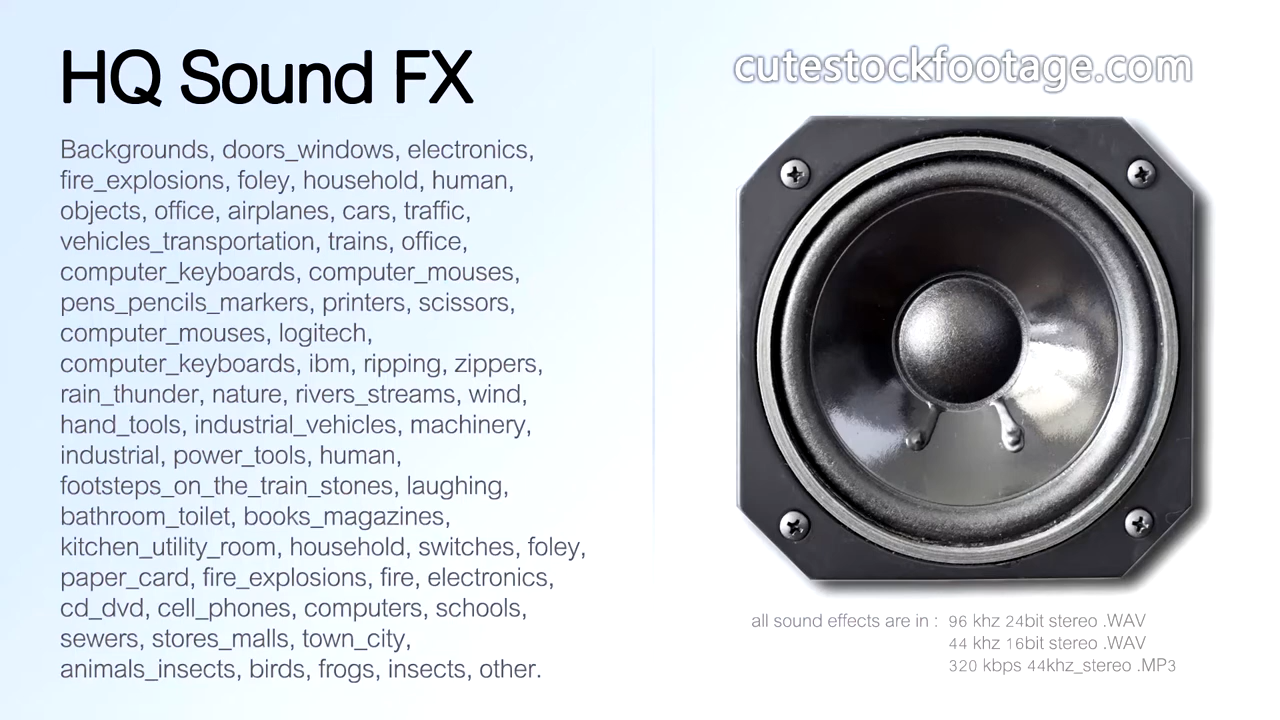 HQ Sound FX
Backgrounds, doors_windows, electronics,
fire_explosions, foley, household, human,
objects, office, airplanes, cars, traffic,
vehicles_transportation, trains, office,
computer_keyboards, computer_mouses,
pens_pencils_markers, printers, scissors,
computer_mouses, logitech,
computer_keyboards, ibm, ripping, zippers,
rain_thunder, nature, rivers_streams, wind,
hand_tools, industrial_vehicles, machinery,
industrial, power_tools, human,
footsteps_on_the_train_stones, laughing,
bathroom_toilet, books_magazines,
kitchen_utility_room, household, switches, foley,
paper_card, fire_explosions, fire, electronics,
cd_dvd, cell_phones, computers, schools,
sewers, stores_malls, town_city,
animals_insects, birds, frogs, insects, other.
cutestockfootage.com
all sound effects are in : 96 khz 24bit stereo .WAV
44 khz 16bit stereo .WAV
320 kbps 44khz_stereo .MP3